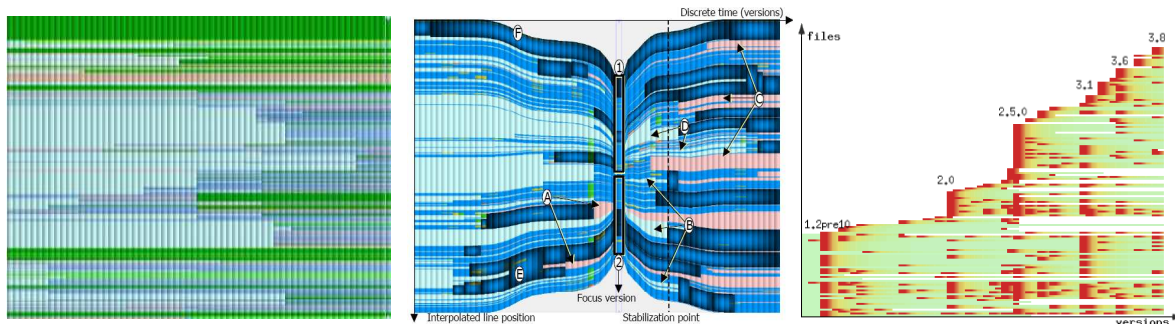 Discrete time (versions)
F
1
C
D
A
B
E
2
Focus version
Interpolated line position
Stabilization point
files
3.8
3.6
3.1
2.5.0
2.0
1.2pre10
versions